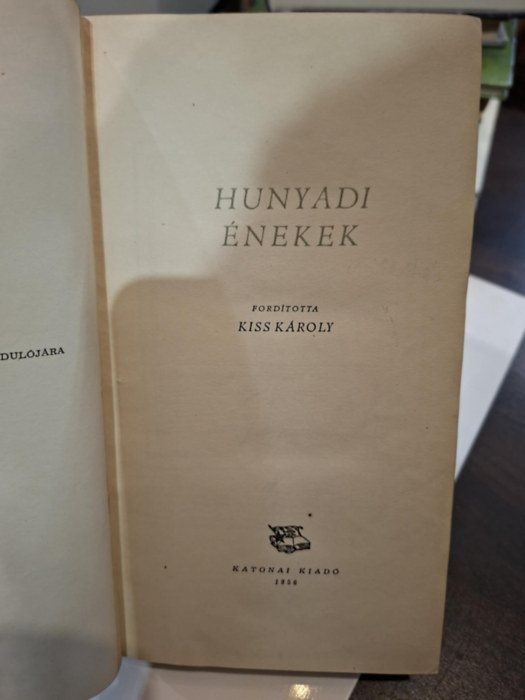 DULÓJÁRA
HUNYADI
ÉNEKEK
FORDÍTOTTA
KISS KÁROLY
KATONAI KIADÓ
1956